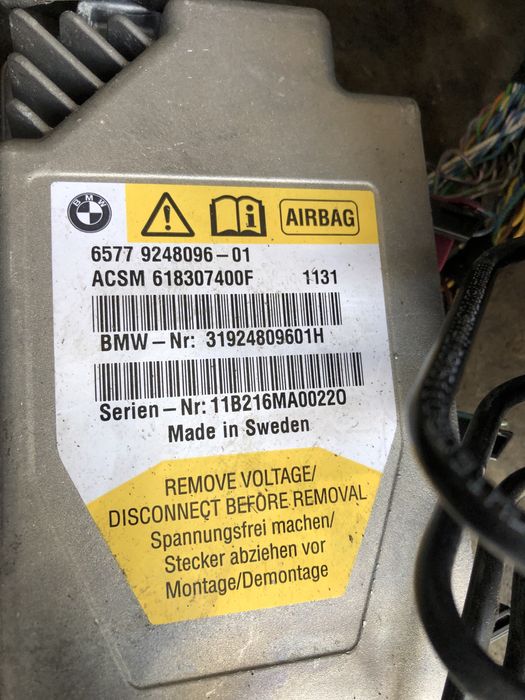 BMW
AIRBAG
6577 9248096-01
ACSM 618307400F 1131
BMW-Nr: 31924809601H
Serien-Nr: 11B216MA00220
Made in Sweden
REMOVE VOLTAGE/
DISCONNECT BEFORE REMOVAL
Spannungsfrei machen/
Stecker abziehen vor
Montage/Demontage